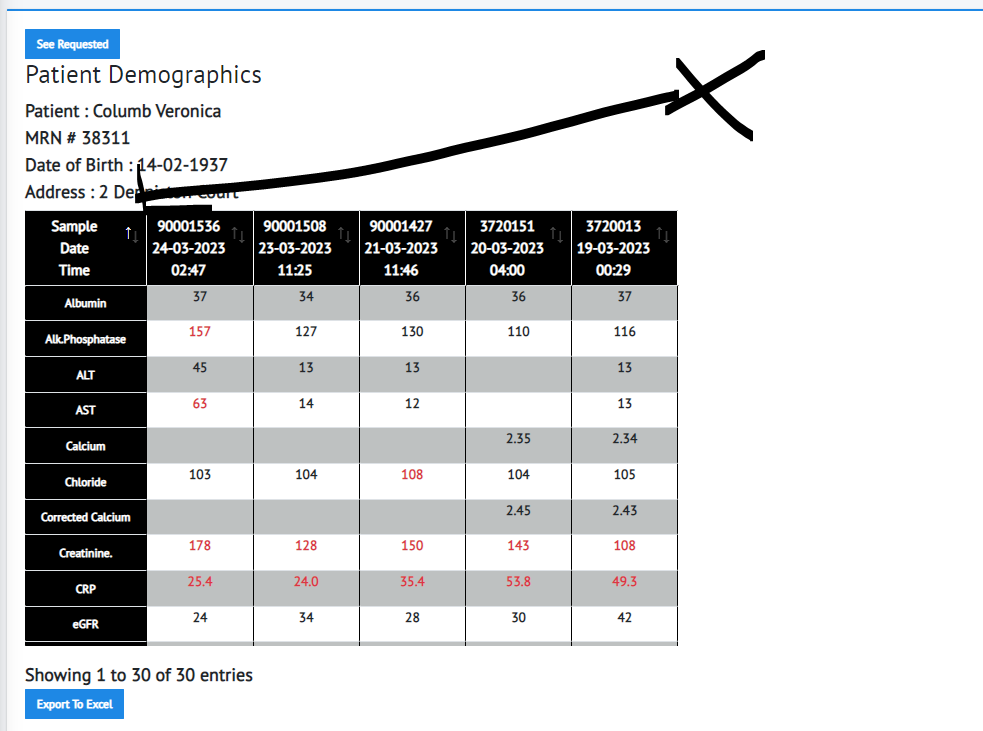 See Requested
Patient Demographics
Patient : Columb Veronica
MRN # 38311
Date of Birth : 14-02-1937
Address : 2 Court
Sample Date Time 90001536 24-03-2023 02:47 90001508 23-03-2023 11:25 90001427 21-03-2023 11:46 3720151 20-03-2023 04:00 3720013 19-03-2023 00:29
Albumin 37 34 36 36 37
Alk.Phosphatase 157 127 130 110 116
ALT 45 13 13 13
AST 63 14 12 13
Calcium 2.35 2.34
Chloride 103 104 108 104 105
Corrected Calcium 2.45 2.43
Creatinine. 178 128 150 143 108
CRP 25.4 24.0 35.4 53.8 49.3
eGFR 24 34 28 30 42
Showing 1 to 30 of 30 entries
Export To Excel